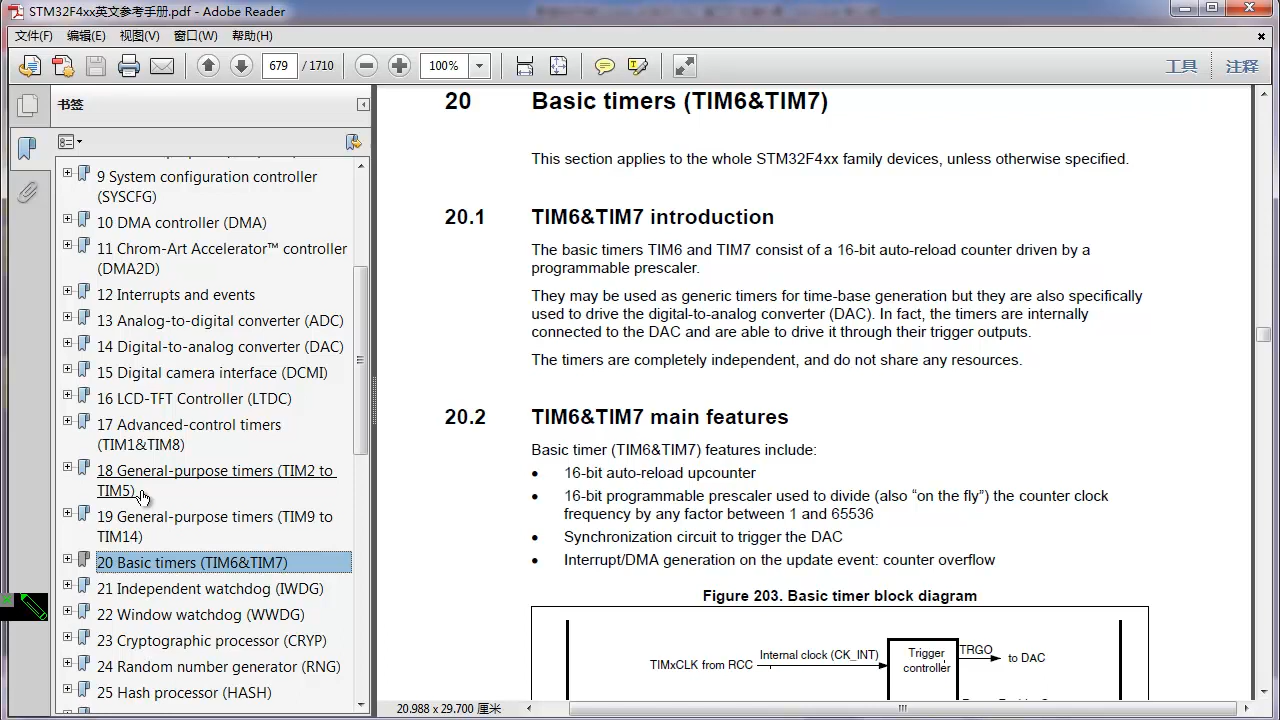 STM32F4xx英文参考手册.pdf - Adobe Reader
文件(F) 编辑(E) 视图(V) 窗口(W) 帮助(H)
679 / 1710 100% 工具 注释
书签
9 System configuration controller
(SYSCFG)
10 DMA controller (DMA)
11 Chrom-Art Accelerator™ controller
(DMA2D)
12 Interrupts and events
13 Analog-to-digital converter (ADC)
14 Digital-to-analog converter (DAC)
15 Digital camera interface (DCMI)
16 LCD-TFT Controller (LTDC)
17 Advanced-control timers
(TIM1&TIM8)
18 General-purpose timers (TIM2 to
TIM5)
19 General-purpose timers (TIM9 to
TIM14)
20 Basic timers (TIM6&TIM7)
21 Independent watchdog (IWDG)
22 Window watchdog (WWDG)
23 Cryptographic processor (CRYP)
24 Random number generator (RNG)
25 Hash processor (HASH)
20 Basic timers (TIM6&TIM7)
This section applies to the whole STM32F4xx family devices, unless otherwise specified.
20.1 TIM6&TIM7 introduction
The basic timers TIM6 and TIM7 consist of a 16-bit auto-reload counter driven by a
programmable prescaler.
They may be used as generic timers for time-base generation but they are also specifically
used to drive the digital-to-analog converter (DAC). In fact, the timers are internally
connected to the DAC and are able to drive it through their trigger outputs.
The timers are completely independent, and do not share any resources.
20.2 TIM6&TIM7 main features
Basic timer (TIM6&TIM7) features include:
• 16-bit auto-reload upcounter
• 16-bit programmable prescaler used to divide (also “on the fly”) the counter clock
frequency by any factor between 1 and 65536
• Synchronization circuit to trigger the DAC
• Interrupt/DMA generation on the update event: counter overflow
Figure 203. Basic timer block diagram
TIMxCLK from RCC Internal clock (CK_INT) Trigger TRGO to DAC
controller
20.988 x 29.700 厘米